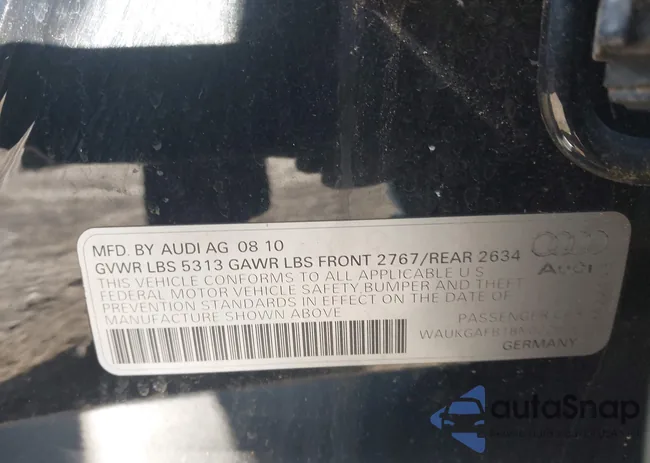 MFD. BY AUDI AG 08 10
GVWR LBS 5313 GAWR LBS FRONT 2767/REAR 2634
THIS VEHICLE CONFORMS TO ALL APPLICABLE U S
FEDERAL MOTOR VEHICLE SAFETY, BUMPER AND THEFT
PREVENTION STANDARDS IN EFFECT ON THE DATE OF
MANUFACTURE SHOWN ABOVE
Audi
PASSENGER
GERMANY
autoSnap